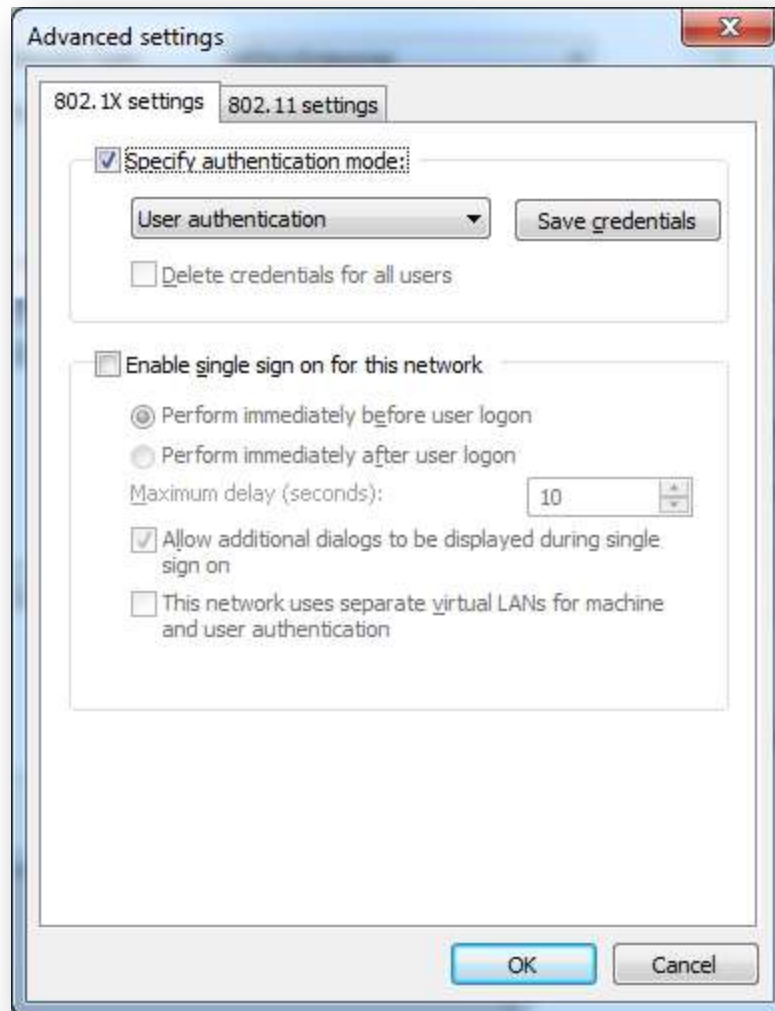 Advanced settings
802.1X settings
802.11 settings
Specify authentication mode:
User authentication
Save credentials
Delete credentials for all users
Enable single sign on for this network
Perform immediately before user logon
Perform immediately after user logon
Maximum delay (seconds):
10
Allow additional dialogs to be displayed during single
sign on
This network uses separate virtual LANs for machine
and user authentication
OK
Cancel